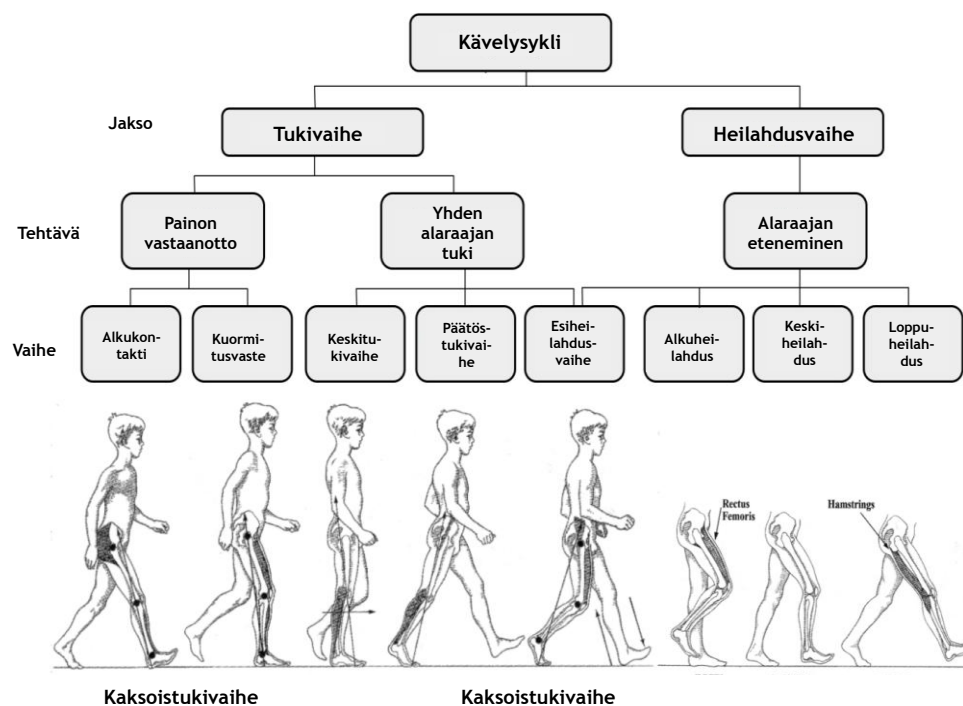 Kävelysykli
Jakso
Tukivaihe
Heilahdusvaihe
Tehtävä
Painon
vastaanotto
Yhden
alaraajan
tuki
Alaraajan
eteneminen
Vaihe
Alkukon-
takti
Kuormi-
tusvaste
Keskitu-
kivaihe
Päätös-
tukivai-
he
Esihei-
lahdus-
vaihe
Alkuhei-
lahdus
Keski-
heilah-
dus
Loppu-
heilah-
dus
Rectus
Femoris
Hamstrings
Kaksoistukivaihe
Kaksoistukivaihe